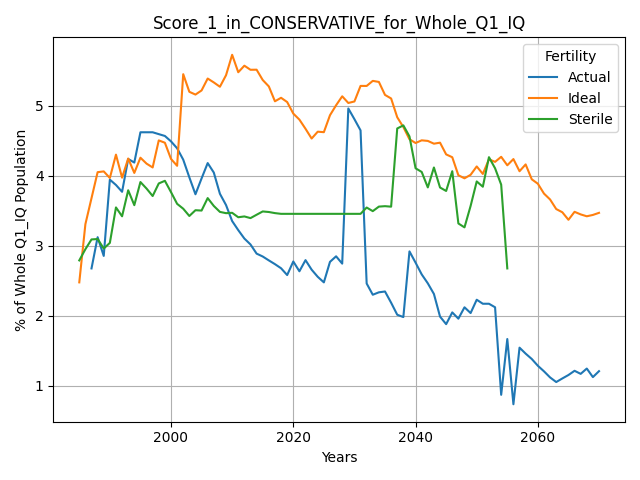 Score_1_in_CONSERVATIVE_for_Whole_Q1_IQ
% of Whole Q1_IQ Population
5
4
3
2
1
Fertility
Actual
Ideal
Sterile
2000
2020
2040
2060
Years